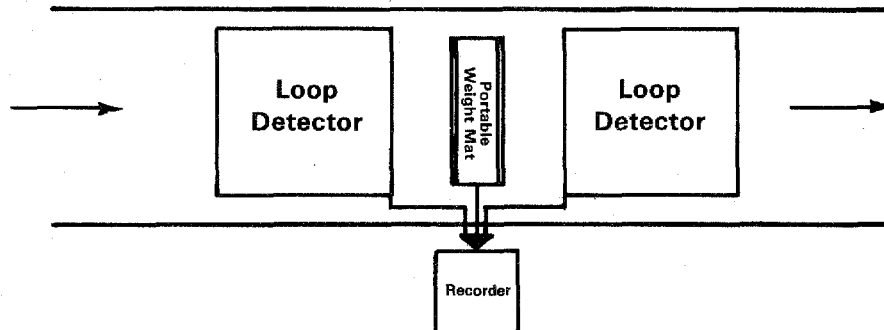 Loop
Detector
Portable
Weight Mat
Loop
Detector
Recorder